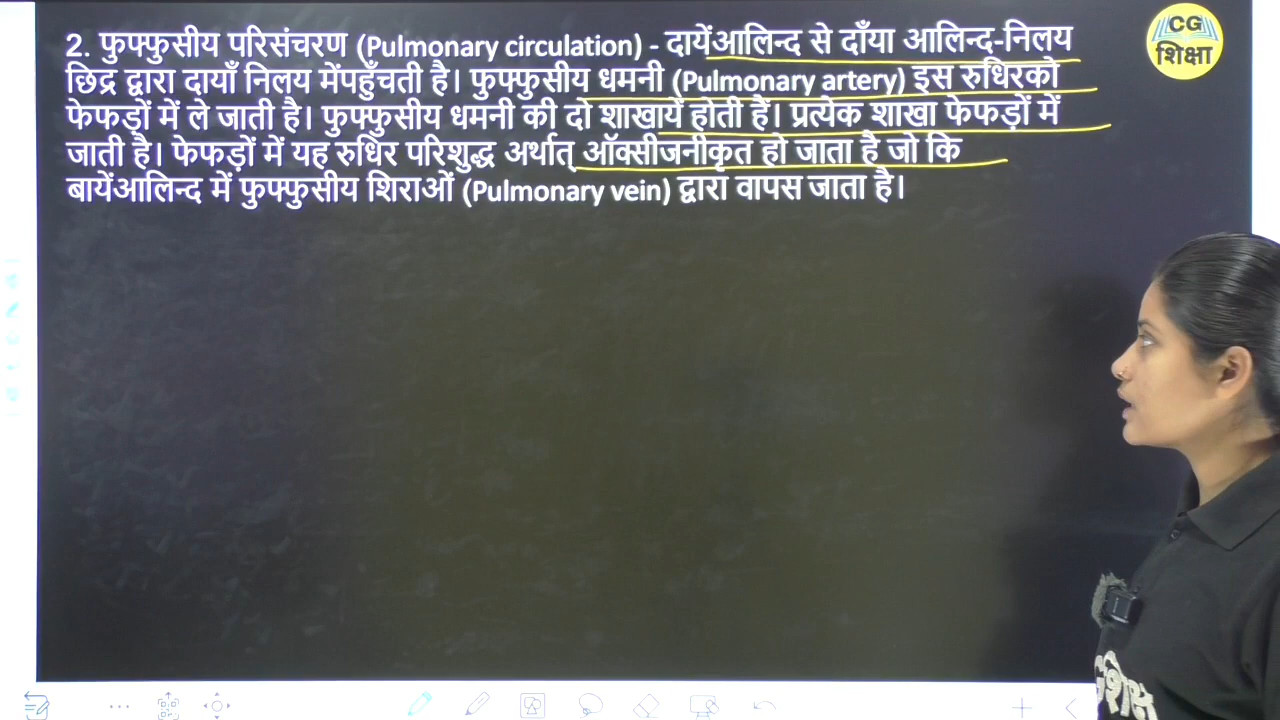 2. फुफ्फुसीय परिसंचरण (Pulmonary circulation) - दायेंआलिन्द से दाँया आलिन्द-निलय
छिद्र द्वारा दायाँ निलय मेंपहुँचती है। फुफ्फुसीय धमनी (Pulmonary artery) इस रुधिरको
फेफड़ों में ले जाती है। फुफ्फुसीय धमनी की दो शाखायें होती हैं। प्रत्येक शाखा फेफड़ों में
जाती है। फेफड़ों में यह रुधिर परिशुद्ध अर्थात् ऑक्सीजनीकृत हो जाता है जो कि
बायेंआलिन्द में फुफ्फुसीय शिराओं (Pulmonary vein) द्वारा वापस जाता है।
CG
शिक्षा